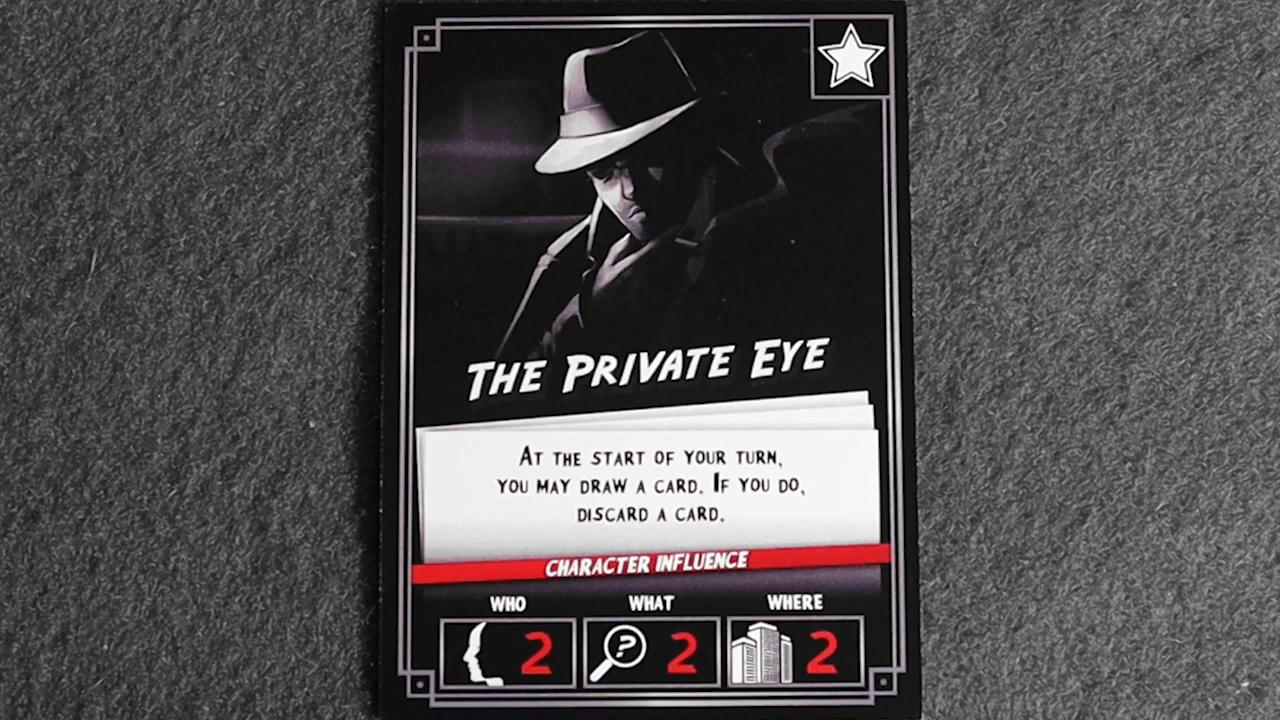 THE PRIVATE EYE
AT THE START OF YOUR TURN,
YOU MAY DRAW A CARD. IF YOU DO,
DISCARD A CARD.
CHARACTER INFLUENCE
WHO WHAT WHERE
2 ? 2 2